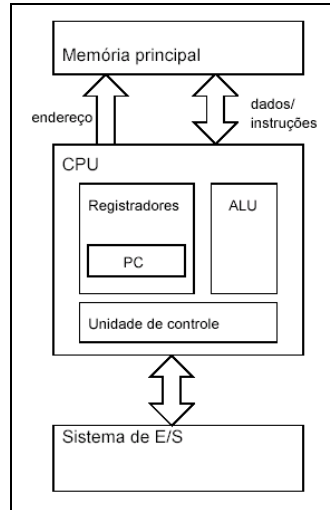 Memória principal
endereço
dados/
instruções
CPU
Registradores
ALU
PC
Unidade de controle
Sistema de E/S